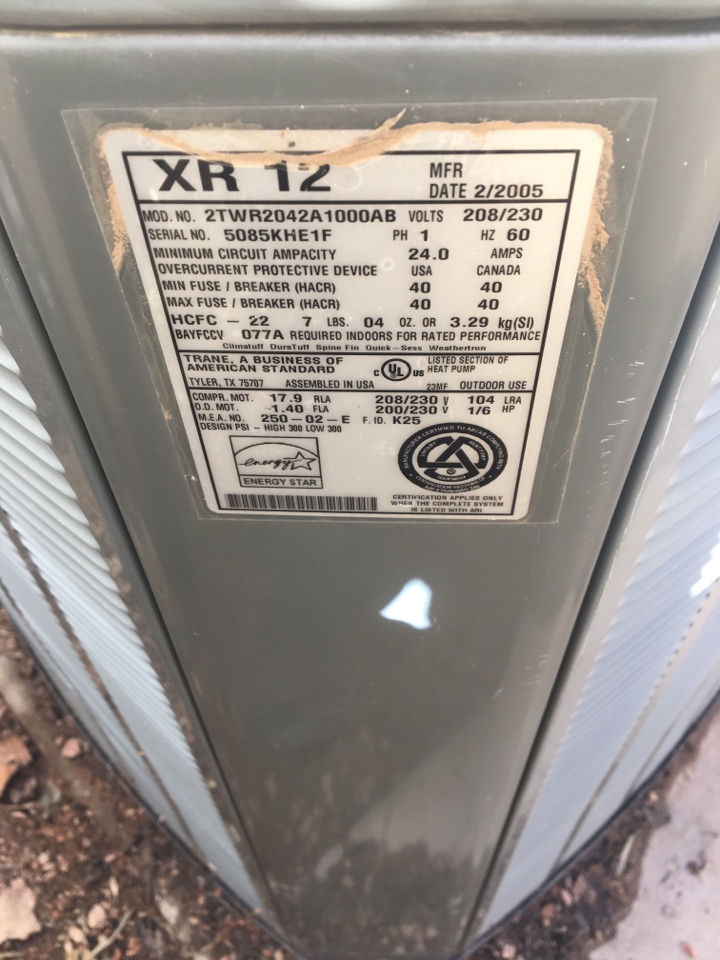 XR 12
MFR
DATE 2/2005
MOD. NO. 2TWR2042A1000AB VOLTS 208/230
SERIAL NO. 5085KHE1F PH 1 HZ 60
MINIMUM CIRCUIT AMPACITY 24.0 AMPS
OVERCURRENT PROTECTIVE DEVICE USA CANADA
MIN FUSE / BREAKER (HACR) 40 40
MAX FUSE / BREAKER (HACR) 40 40
HCFC - 22 7 LBS. 04 OZ. OR 3.29 kg(SI)
BAYFCCV 077A REQUIRED INDOORS FOR RATED PERFORMANCE
Climatuff DuraTuff Spine Fin Quick-Sess Weathertron
TRANE, A BUSINESS OF
AMERICAN STANDARD
C UL US
LISTED SECTION OF
HEAT PUMP
TYLER, TX 75707 ASSEMBLED IN USA 23MF OUTDOOR USE
COMPR. MOT. 17.9 RLA 208/230 V 104 LRA
O.D. MOT. 1.40 FLA 200/230 V 1/6 HP
M.E.A. NO. 250-02-E F. ID. K25
DESIGN PSI - HIGH 300 LOW 300
energy
ENERGY STAR
CERTIFICATION APPLIES ONLY
WHEN THE COMPLETE SYSTEM
IS LISTED WITH ARI